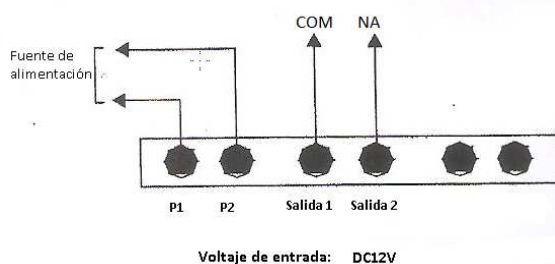 COM NA
Fuente de
alimentación
P1 P2 Salida 1 Salida 2
Voltaje de entrada: DC12V